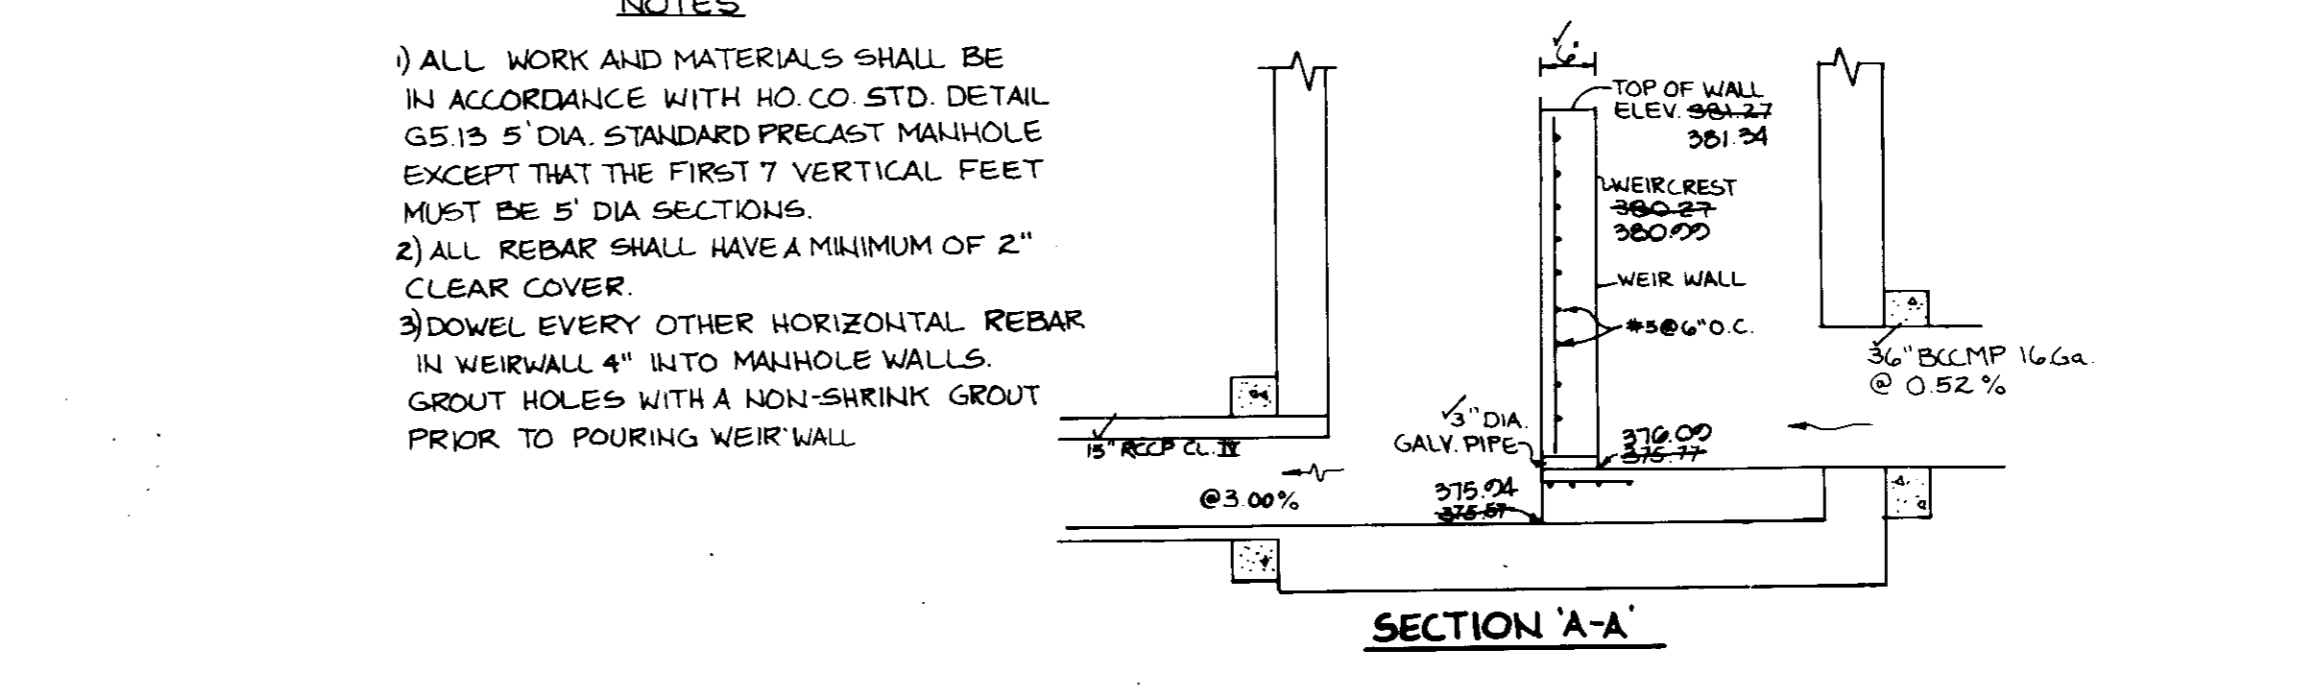 NOTES
1) ALL WORK AND MATERIALS SHALL BE
IN ACCORDANCE WITH HO. CO. STD. DETAIL
G5.13 5' DIA. STANDARD PRECAST MANHOLE
EXCEPT THAT THE FIRST 7 VERTICAL FEET
MUST BE 5' DIA SECTIONS.
2) ALL REBAR SHALL HAVE A MINIMUM OF 2"
CLEAR COVER.
3) DOWEL EVERY OTHER HORIZONTAL REBAR
IN WEIRWALL 4" INTO MANHOLE WALLS.
GROUT HOLES WITH A NON-SHRINK GROUT
PRIOR TO POURING WEIR WALL
6"
TOP OF WALL
ELEV. 381.27
381.34
WEIR CREST
380.27
380.99
WEIR WALL
#5@6"O.C.
36" BCCMP 16 Ga.
@ 0.52%
3" DIA.
GALV. PIPE
376.09
375.77
15" RCCP CL. IV
@3.00%
375.94
375.57
SECTION 'A-A'